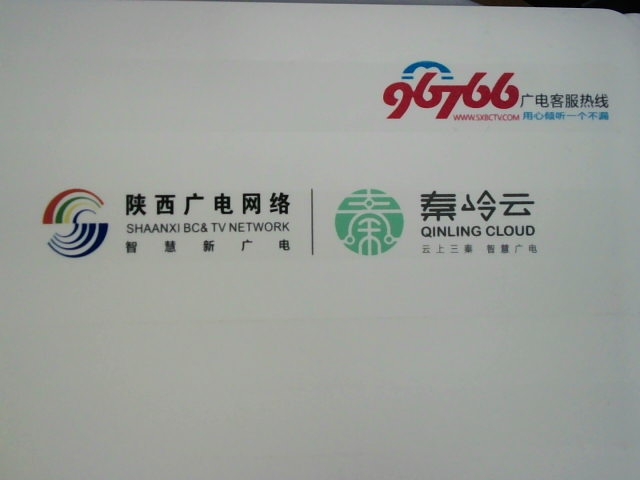 96766 广电客服热线
WWW.SXBCTV.COM 用心倾听一个不漏
陕西广电网络
SHAANXI BC& TV NETWORK
智慧新广电
秦岭云
QINLING CLOUD
云上三秦 智慧广电